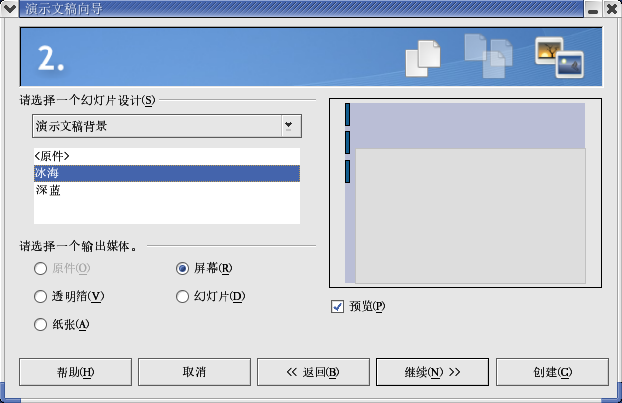 演示文稿向导
2.
请选择一个幻灯片设计(S)
演示文稿背景
<原件>
冰海
深蓝
请选择一个输出媒体。
原件(O)
屏幕(R)
透明箔(V)
幻灯片(D)
纸张(A)
预览(P)
帮助(H)
取消
<< 返回(B)
继续(N) >>
创建(C)